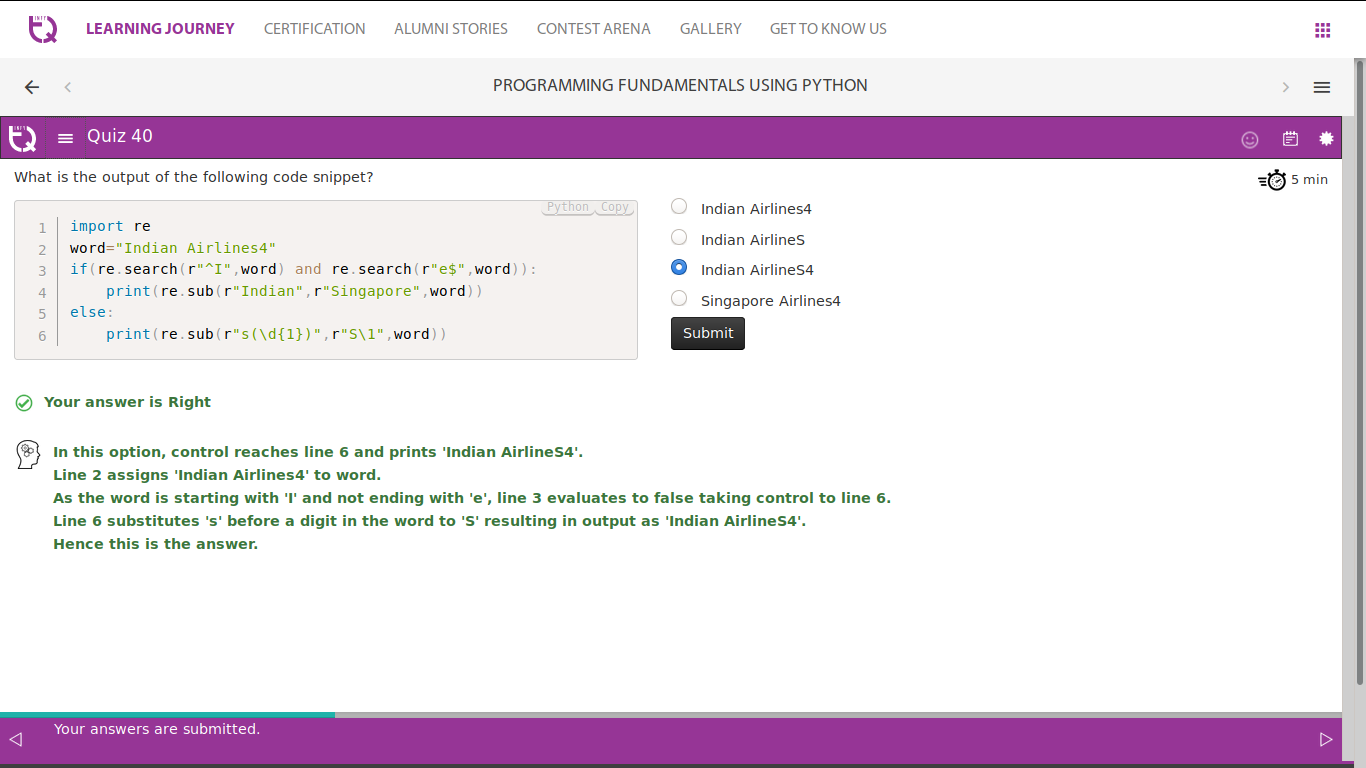 LEARNING JOURNEY CERTIFICATION ALUMNI STORIES CONTEST ARENA GALLERY GET TO KNOW US
PROGRAMMING FUNDAMENTALS USING PYTHON
Quiz 40
What is the output of the following code snippet?
5 min
Python Copy
1 import re
2 word="Indian Airlines4"
3 if(re.search(r"^I",word) and re.search(r"e$",word)):
4     print(re.sub(r"Indian",r"Singapore",word))
5 else:
6     print(re.sub(r"s(\d{1})",r"S\1",word))
Indian Airlines4
Indian AirlineS
Indian AirlineS4
Singapore Airlines4
Submit
Your answer is Right
In this option, control reaches line 6 and prints 'Indian AirlineS4'.
Line 2 assigns 'Indian Airlines4' to word.
As the word is starting with 'I' and not ending with 'e', line 3 evaluates to false taking control to line 6.
Line 6 substitutes 's' before a digit in the word to 'S' resulting in output as 'Indian AirlineS4'.
Hence this is the answer.
Your answers are submitted.